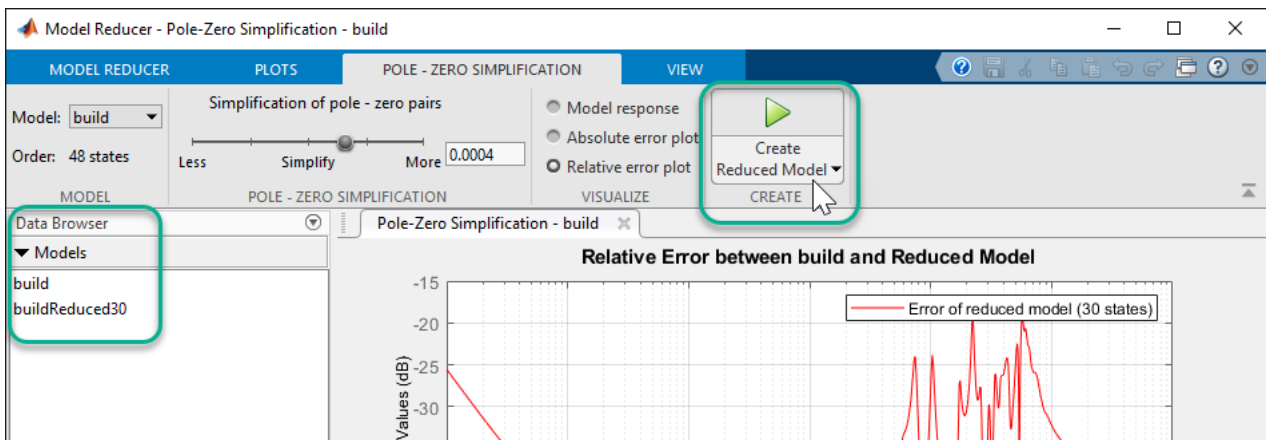 Model Reducer - Pole-Zero Simplification - build
MODEL REDUCER PLOTS POLE - ZERO SIMPLIFICATION VIEW
Model: build
Order: 48 states
MODEL
Simplification of pole - zero pairs
Less Simplify More 0.0004
POLE - ZERO SIMPLIFICATION
Model response
Absolute error plot
Relative error plot
VISUALIZE
Create
Reduced Model
CREATE
Data Browser
Models
build
buildReduced30
Pole-Zero Simplification - build
Relative Error between build and Reduced Model
Error of reduced model (30 states)
-15
-20
-25
-30
Values (dB)